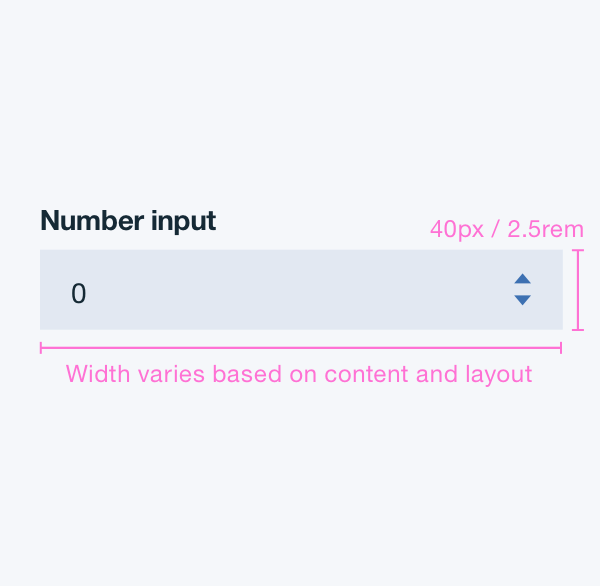 Number input
40px / 2.5rem
0
Width varies based on content and layout